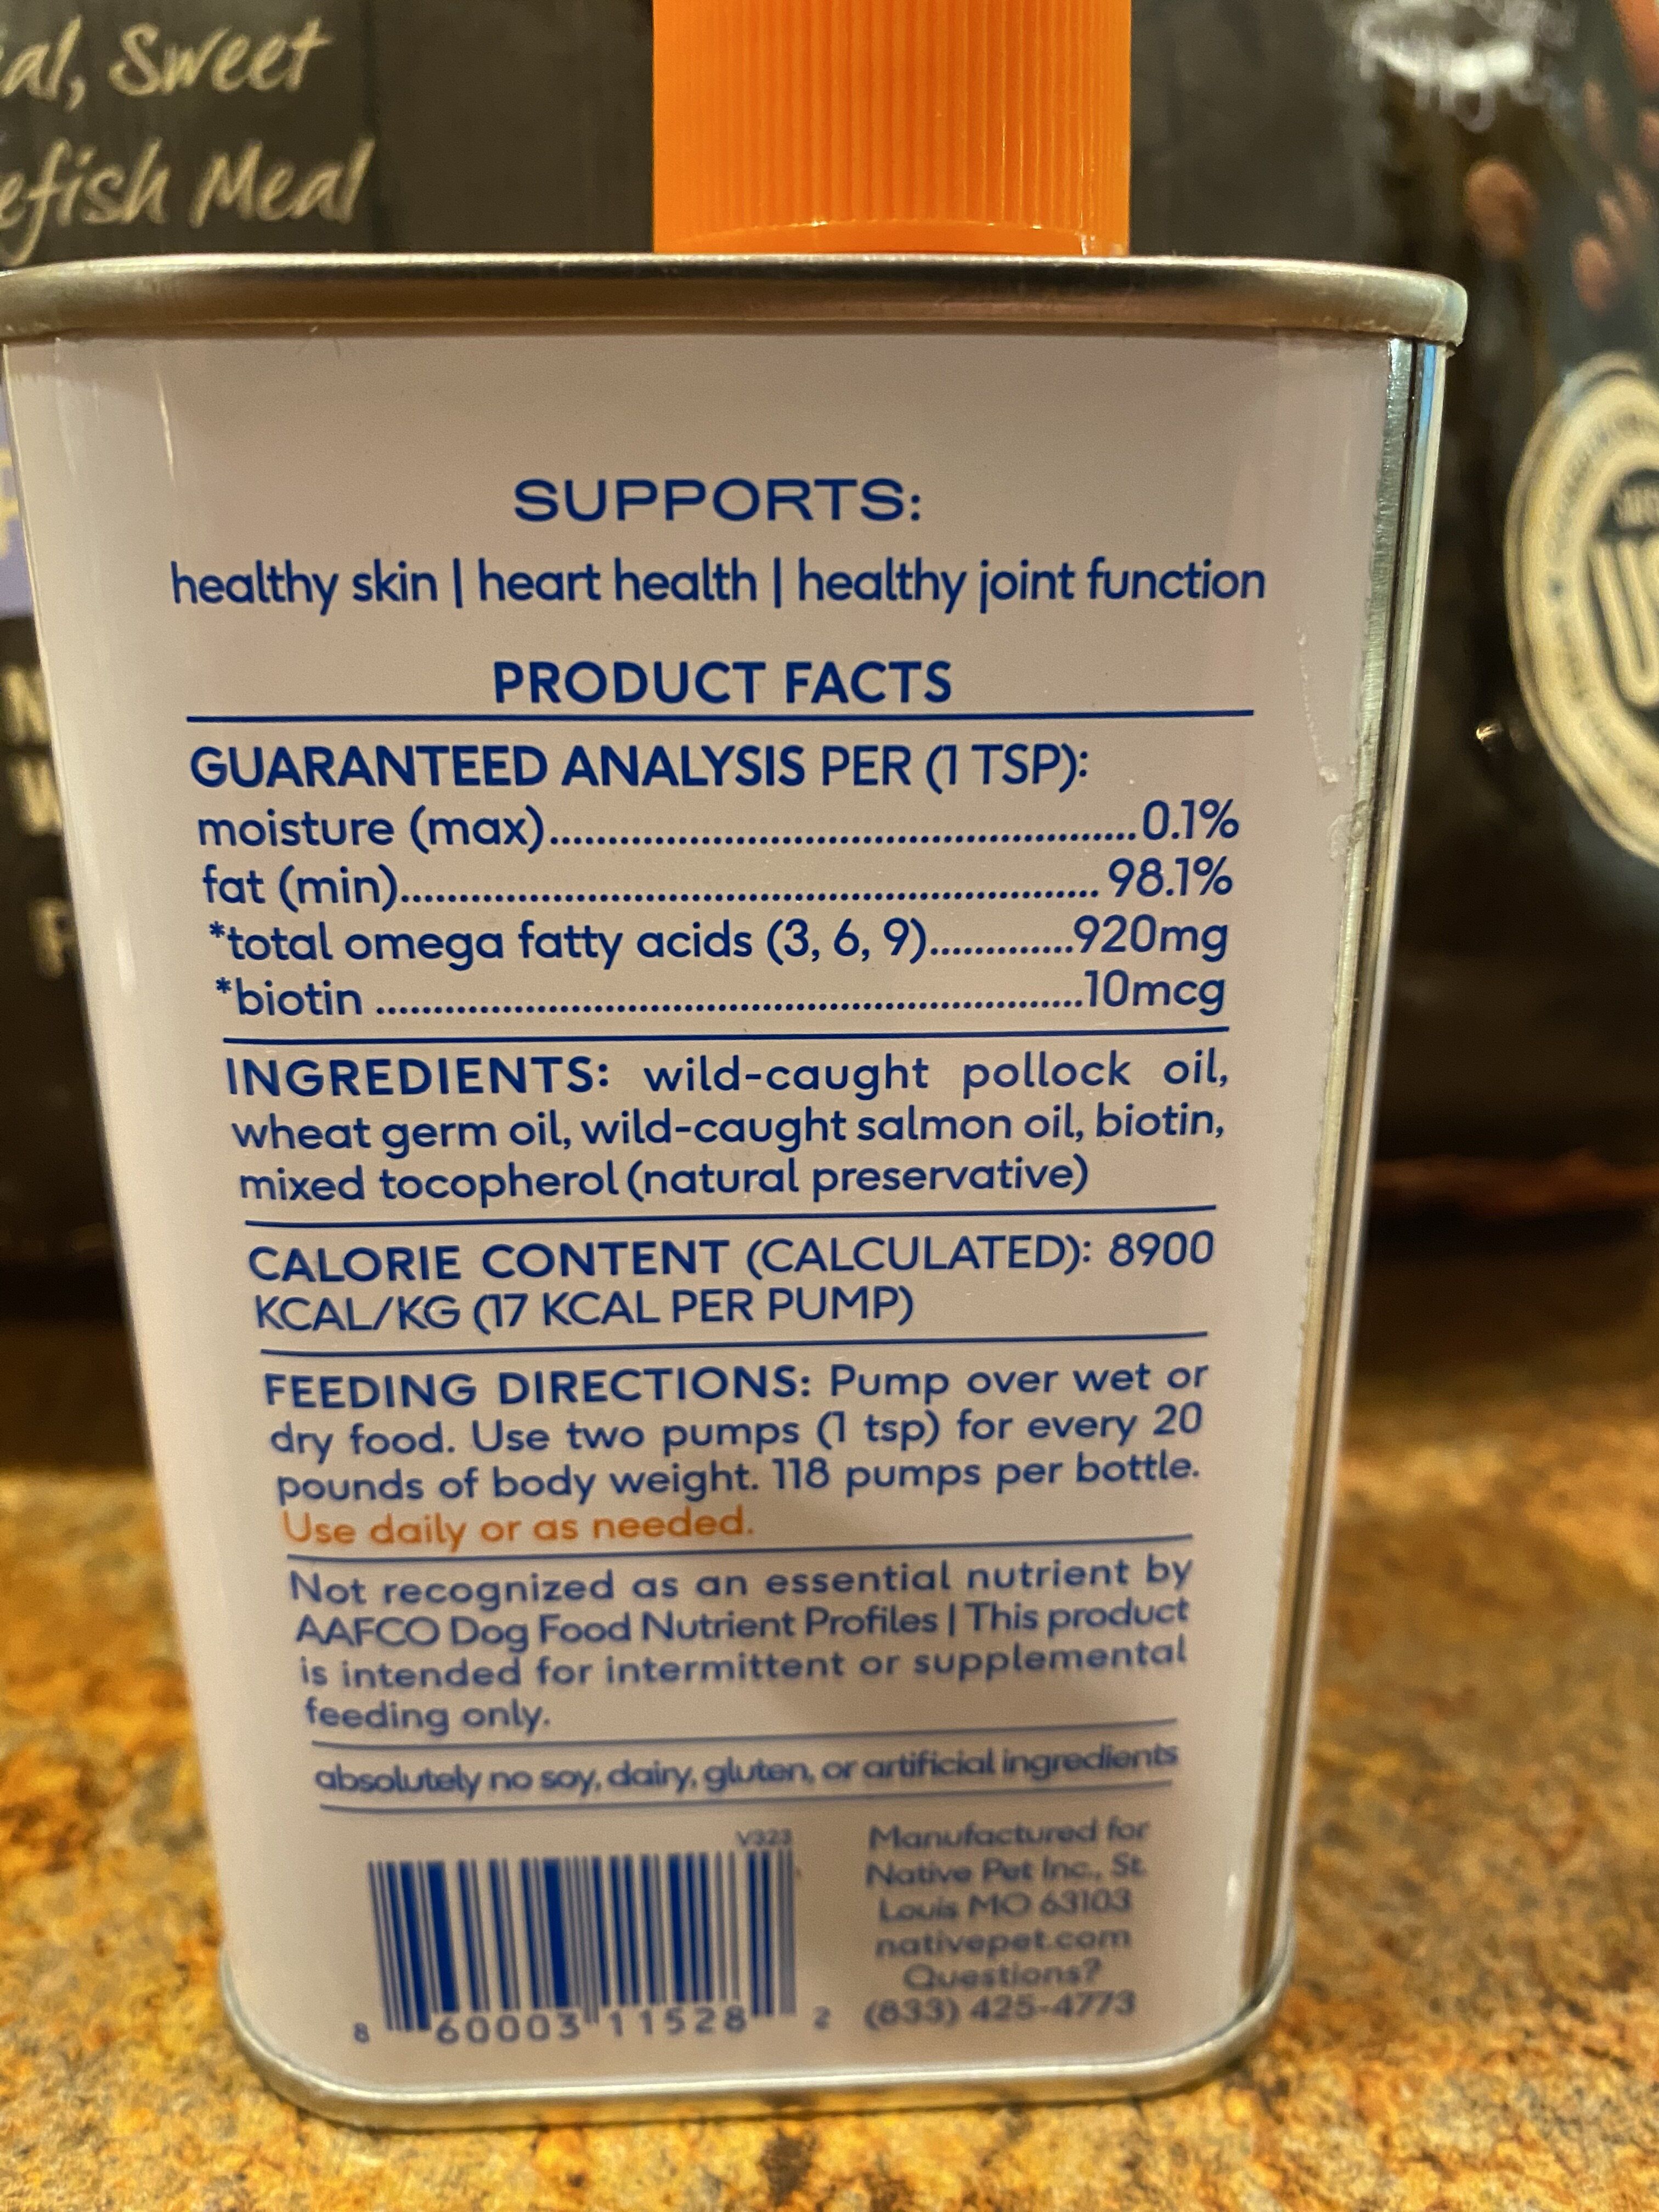 al, Sweet
efish Meal
SUPPORTS:
healthy skin | heart health | healthy joint function
PRODUCT FACTS
GUARANTEED ANALYSIS PER (1 TSP):
moisture (max)..........0.1%
fat (min)..........98.1%
*total omega fatty acids (3, 6, 9)..........920mg
*biotin ..........10mcg
INGREDIENTS: wild-caught pollock oil,
wheat germ oil, wild-caught salmon oil, biotin,
mixed tocopherol (natural preservative)
CALORIE CONTENT (CALCULATED): 8900
KCAL/KG (17 KCAL PER PUMP)
FEEDING DIRECTIONS: Pump over wet or
dry food. Use two pumps (1 tsp) for every 20
pounds of body weight. 118 pumps per bottle.
Use daily or as needed.
Not recognized as an essential nutrient by
AAFCO Dog Food Nutrient Profiles | This product
is intended for intermittent or supplemental
feeding only.
absolutely no soy, dairy, gluten, or artificial ingredients
V323
8 60003 11528 2
Manufactured for
Native Pet Inc., St.
Louis MO 63103
nativepet.com
Questions?
(833) 425-4773